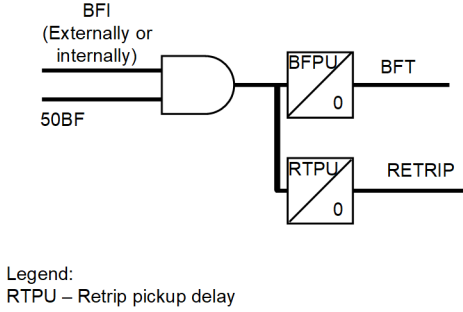 BFI
(Externally or
internally)
50BF
BFPU
0
BFT
RTPU
0
RETRIP
Legend:
RTPU – Retrip pickup delay